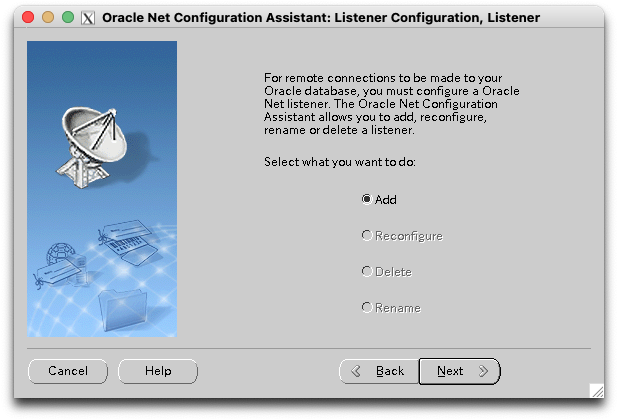 Oracle Net Configuration Assistant: Listener Configuration, Listener
For remote connections to be made to your
Oracle database, you must configure a Oracle
Net listener. The Oracle Net Configuration
Assistant allows you to add, reconfigure,
rename or delete a listener.
Select what you want to do:
Add
Reconfigure
Delete
Rename
Cancel
Help
Back
Next